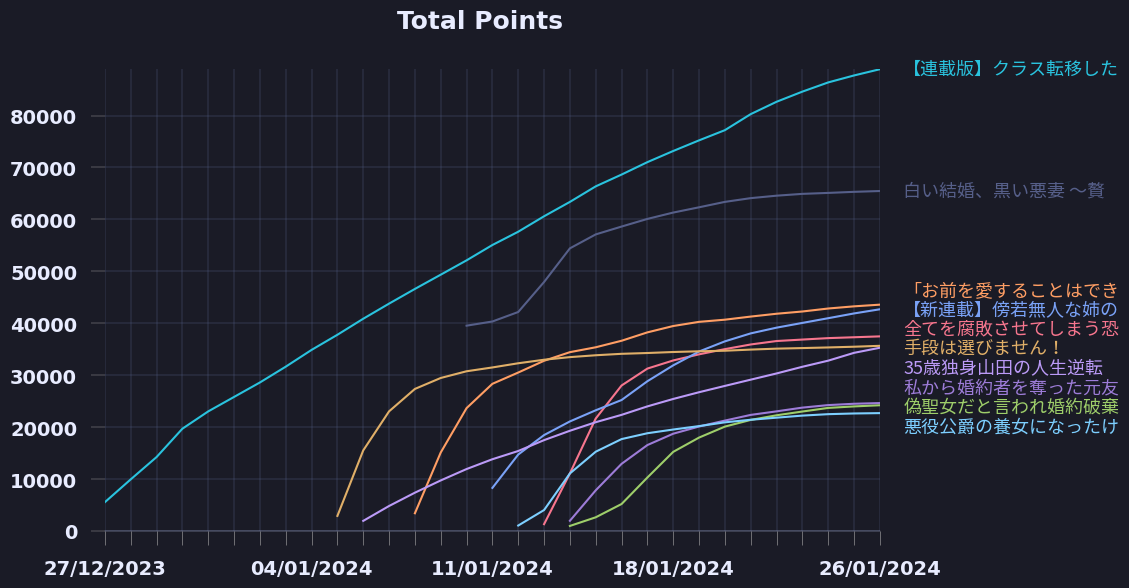 Total Points
80000
70000
60000
50000
40000
30000
20000
10000
0
27/12/2023
04/01/2024
11/01/2024
18/01/2024
26/01/2024
【連載版】クラス転移した
白い結婚、黒い悪妻 ～贅
「お前を愛することはでき
【新連載】傍若無人な姉の
全てを腐敗させてしまう恐
手段は選びません！
35歳独身山田の人生逆転
私から婚約者を奪った元友
偽聖女だと言われ婚約破棄
悪役公爵の養女になったけ